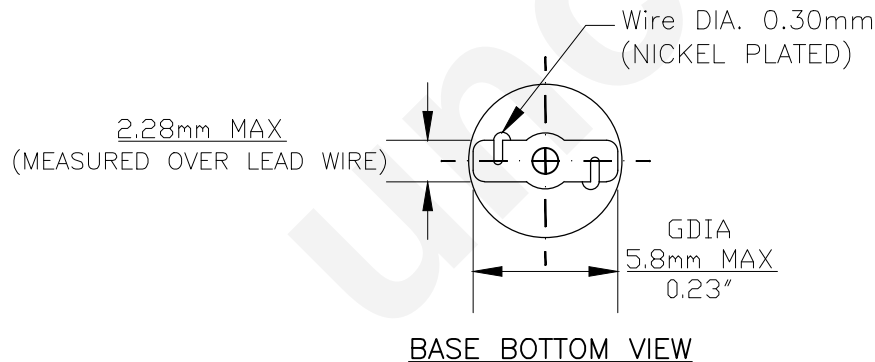 Wire DIA. 0.30mm
(NICKEL PLATED)
2.28mm MAX
(MEASURED OVER LEAD WIRE)
GDIA
5.8mm MAX
0.23"
BASE BOTTOM VIEW